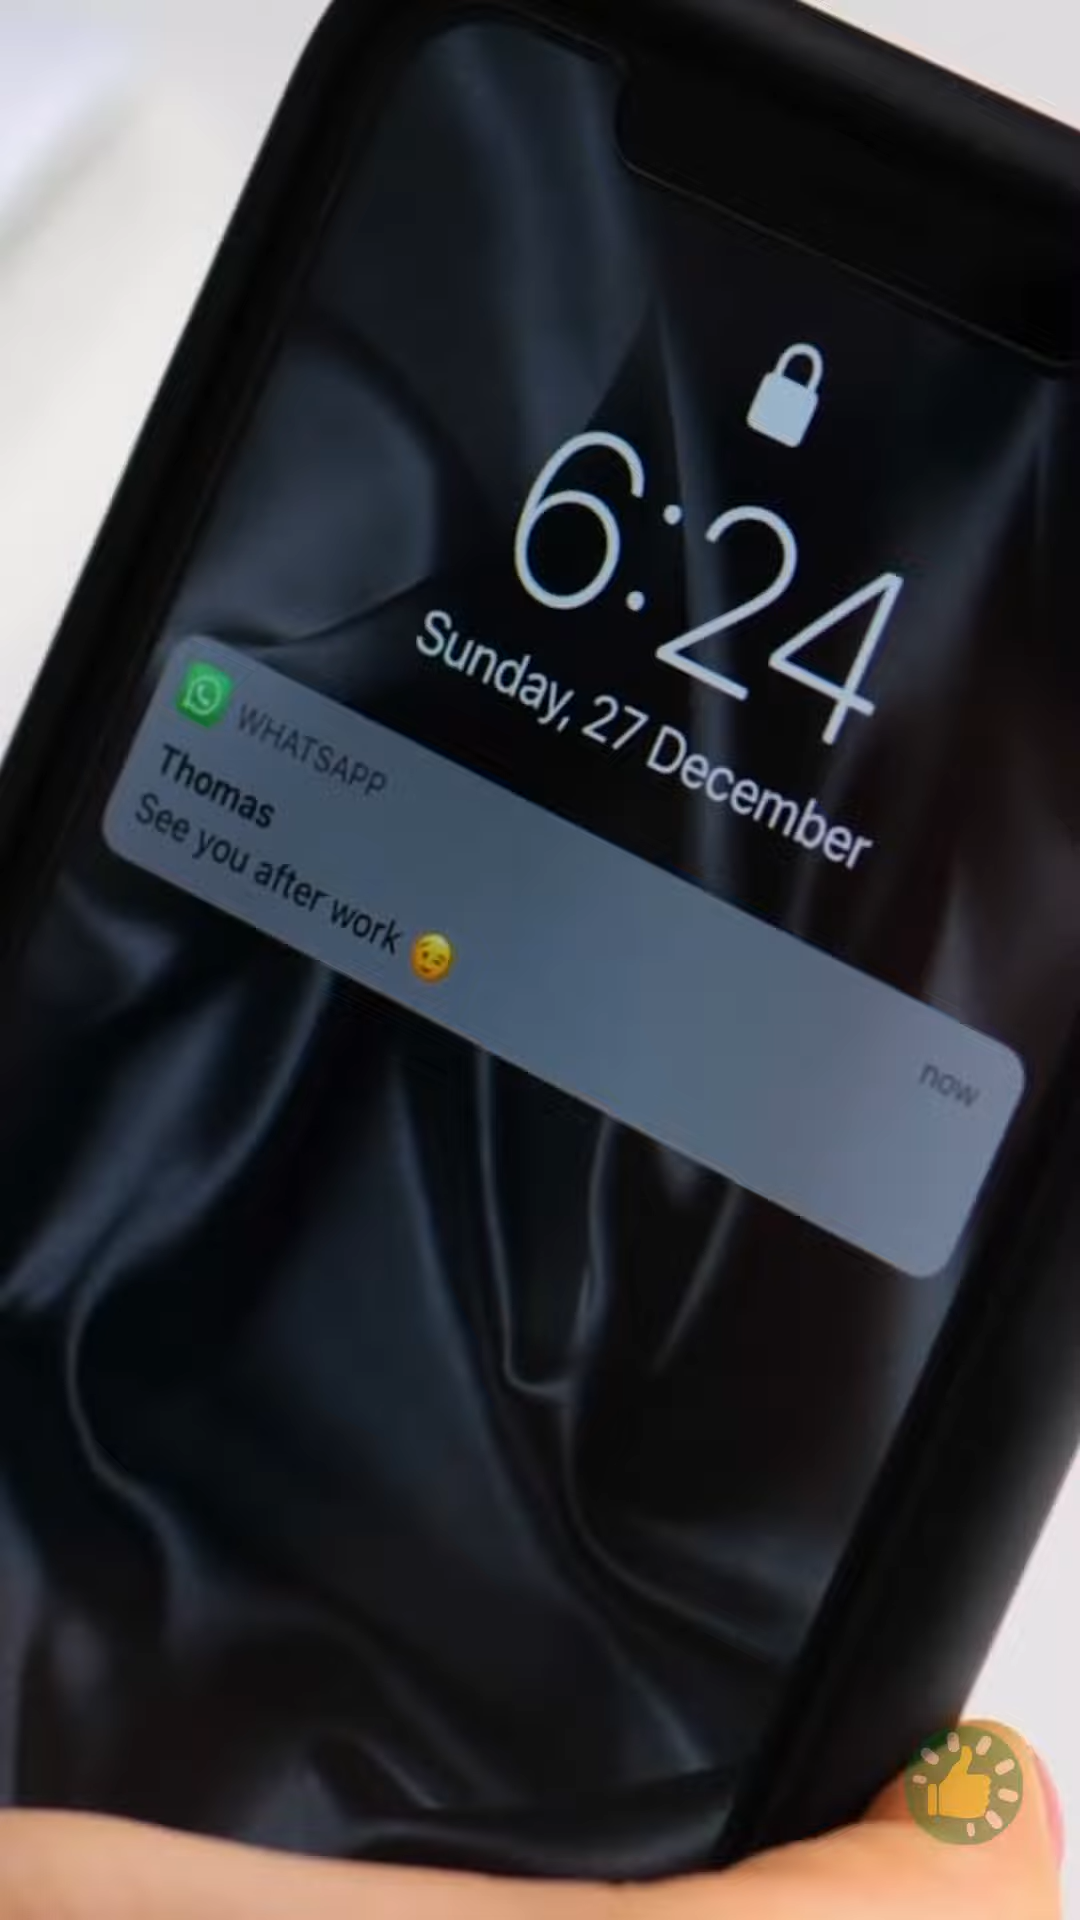 6:24
Sunday, 27 December
WHATSAPP
now
Thomas
See you after work 😉